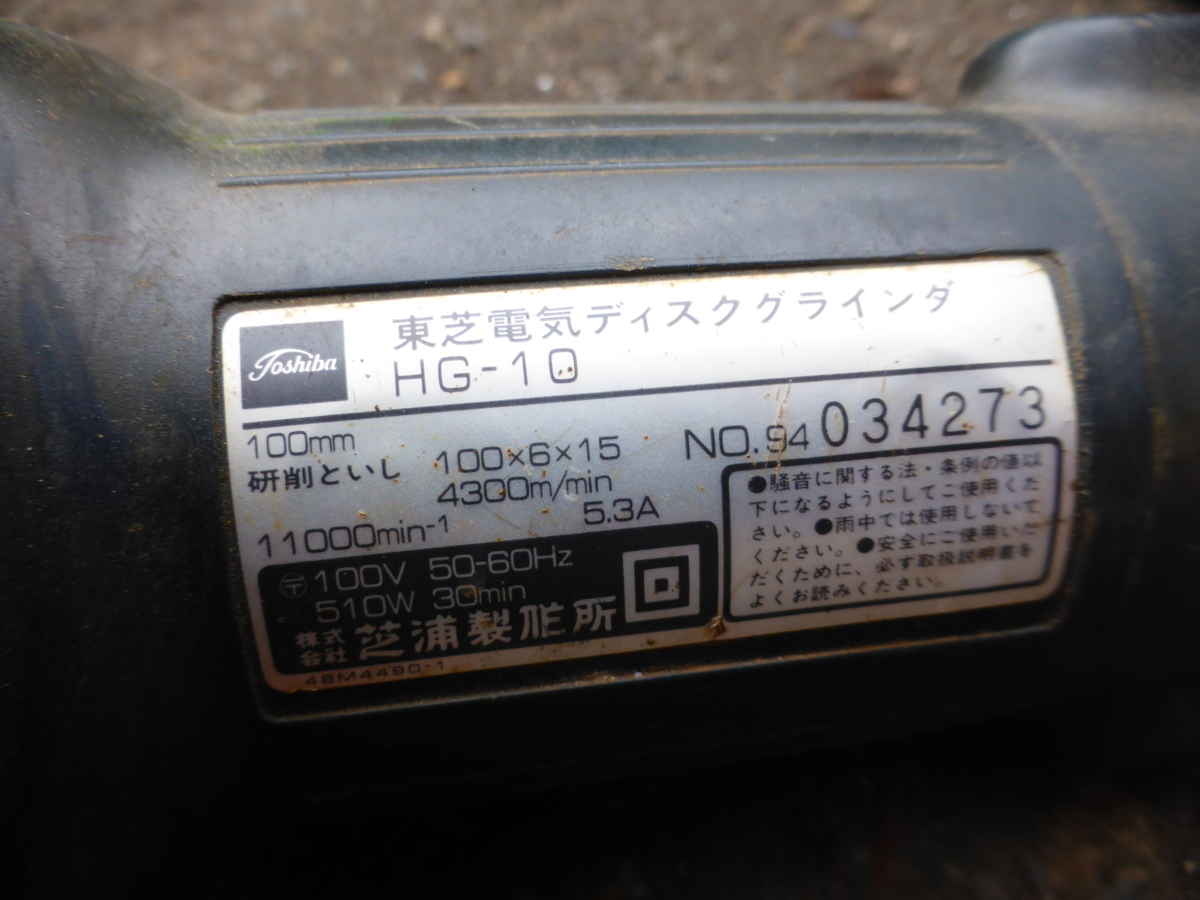 Toshiba
東芝電気ディスクグラインダ
HG-10
100mm
研削といし 100×6×15
4300m/min
11000min-1 5.3A
〒 100V 50-60Hz
510W 30min
株式会社 芝浦製作所
48M4490-1
NO.94 034273
●騒音に関する法・条例の値以
下になるようにしてご使用くだ
さい。●雨中では使用しないで
ください。●安全にご使用いた
だくために、必ず取扱説明書を
よくお読みください。